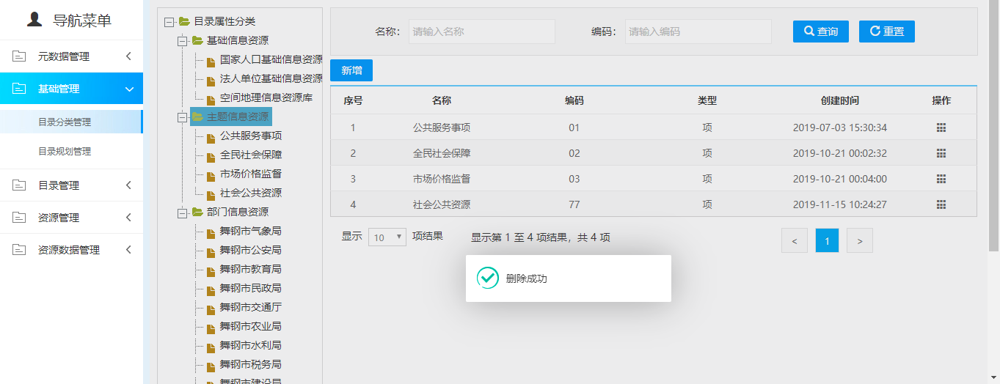 导航菜单
元数据管理
基础管理
目录分类管理
目录规划管理
目录管理
资源管理
资源数据管理
目录属性分类
基础信息资源
国家人口基础信息资源
法人单位基础信息资源
空间地理信息资源库
主题信息资源
公共服务事项
全民社会保障
市场价格监督
社会公共资源
部门信息资源
舞钢市气象局
舞钢市公安局
舞钢市教育局
舞钢市民政局
舞钢市交通厅
舞钢市农业局
舞钢市水利局
舞钢市税务局
舞钢市建设局
名称： 请输入名称 编码： 请输入编码 查询 重置
新增
序号 名称 编码 类型 创建时间 操作
1 公共服务事项 01 项 2019-07-03 15:30:34
2 全民社会保障 02 项 2019-10-21 00:02:32
3 市场价格监督 03 项 2019-10-21 00:04:00
4 社会公共资源 77 项 2019-11-15 10:24:27
显示 10 项结果 显示第 1 至 4 项结果，共 4 项 < 1 >
删除成功